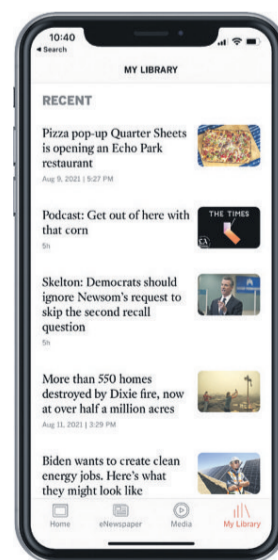 10:40
◀ Search
MY LIBRARY
RECENT
Pizza pop-up Quarter Sheets
is opening an Echo Park
restaurant
Aug 9, 2021 | 5:27 PM
Podcast: Get out of here with
that corn
5h
THE TIMES
Skelton: Democrats should
ignore Newsom's request to
skip the second recall
question
5h
More than 550 homes
destroyed by Dixie fire, now
at over half a million acres
Aug 11, 2021 | 3:29 PM
Biden wants to create clean
energy jobs. Here's what
they might look like
Home eNewspaper Media My Library